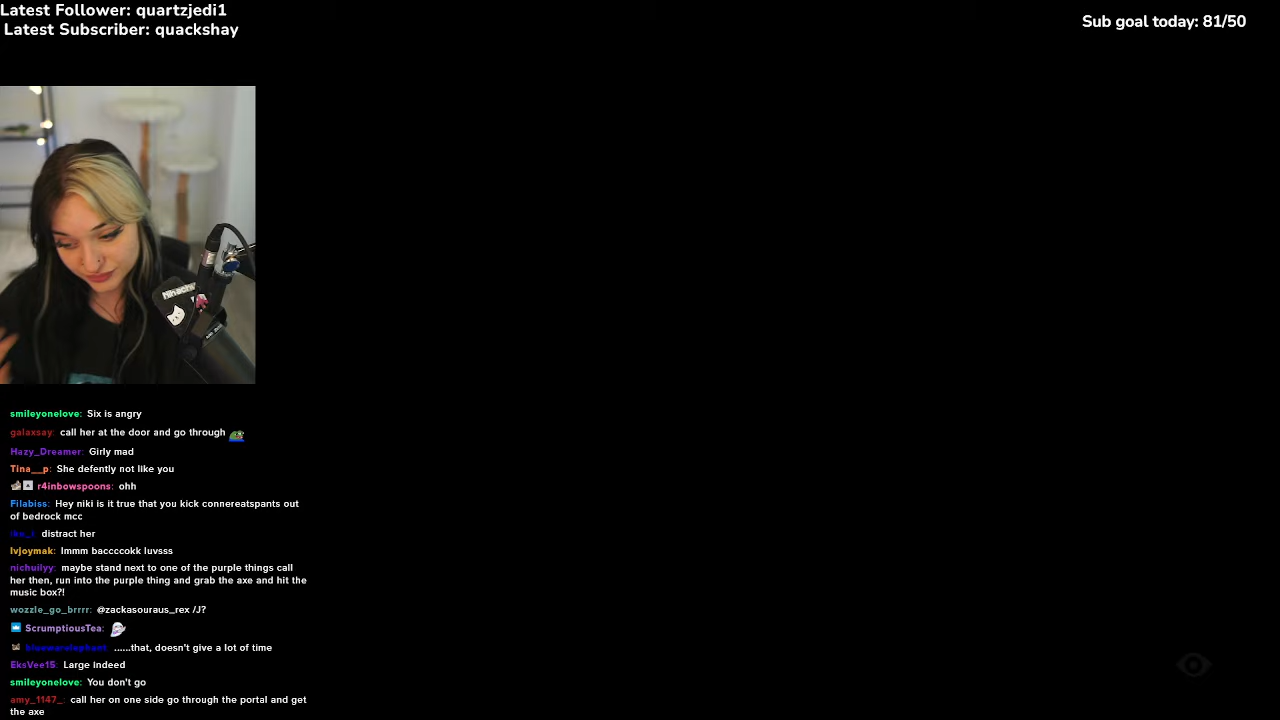 Latest Follower: quartzjedi1
Latest Subscriber: quackshay
Sub goal today: 81/50
smileyonelove: Six is angry
galaxsay: call her at the door and go through
Hazy_Dreamer: Girly mad
Tina__p: She defently not like you
r4inbowspoons: ohh
Filabiss: Hey niki is it true that you kick connereatspants out
of bedrock mcc
distract her
lvjoymak: Immm baccccokk luvsss
nichuilyy: maybe stand next to one of the purple things call
her then, run into the purple thing and grab the axe and hit the
music box?!
wozzle_go_brrrr: @zackasouraus_rex /J?
ScrumptiousTea:
......that, doesn't give a lot of time
EksVee15: Large indeed
smileyonelove: You don't go
amy_1147_: call her on one side go through the portal and get
the axe